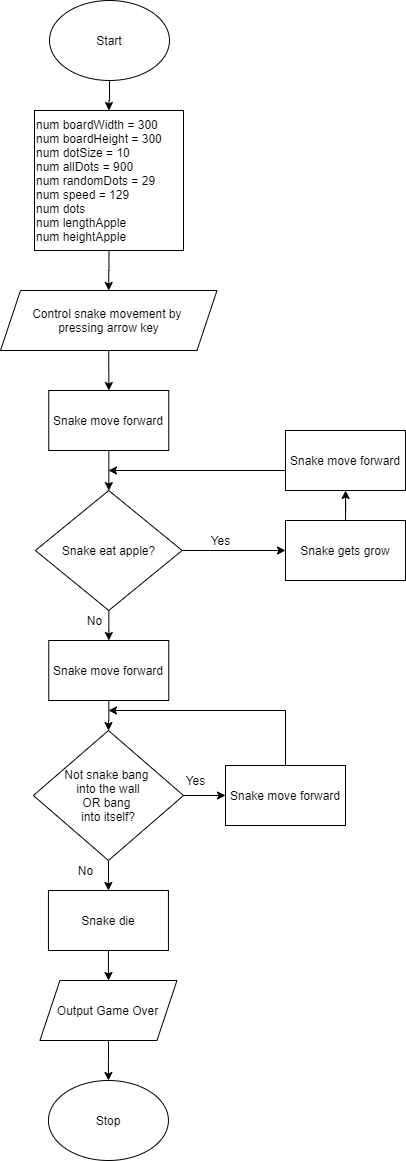 Start
num boardWidth = 300
num boardHeight = 300
num dotSize = 10
num allDots = 900
num randomDots = 29
num speed = 129
num dots
num lengthApple
num heightApple
Control snake movement by
pressing arrow key
Snake move forward
Snake move forward
Snake eat apple?
Yes
Snake gets grow
No
Snake move forward
Not snake bang
into the wall
OR bang
into itself?
Yes
Snake move forward
No
Snake die
Output Game Over
Stop